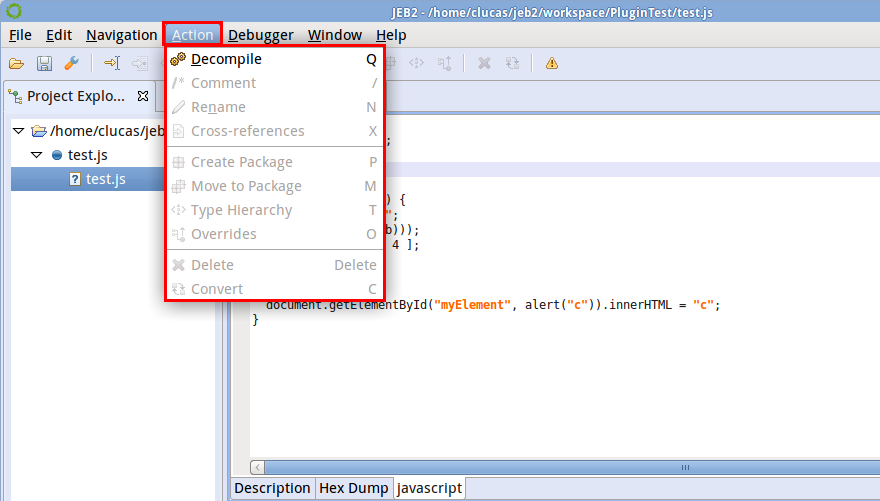 JEB2 - /home/clucas/jeb2/workspace/PluginTest/test.js
File Edit Navigation Action Debugger Window Help
Decompile Q
Comment /
Rename N
Cross-references X
Create Package P
Move to Package M
Type Hierarchy T
Overrides O
Delete Delete
Convert C
Project Explo...
/home/clucas/jeb
test.js
test.js
;
) {
";
b)));
4 ];
document.getElementById("myElement", alert("c")).innerHTML = "c";
}
Description Hex Dump javascript